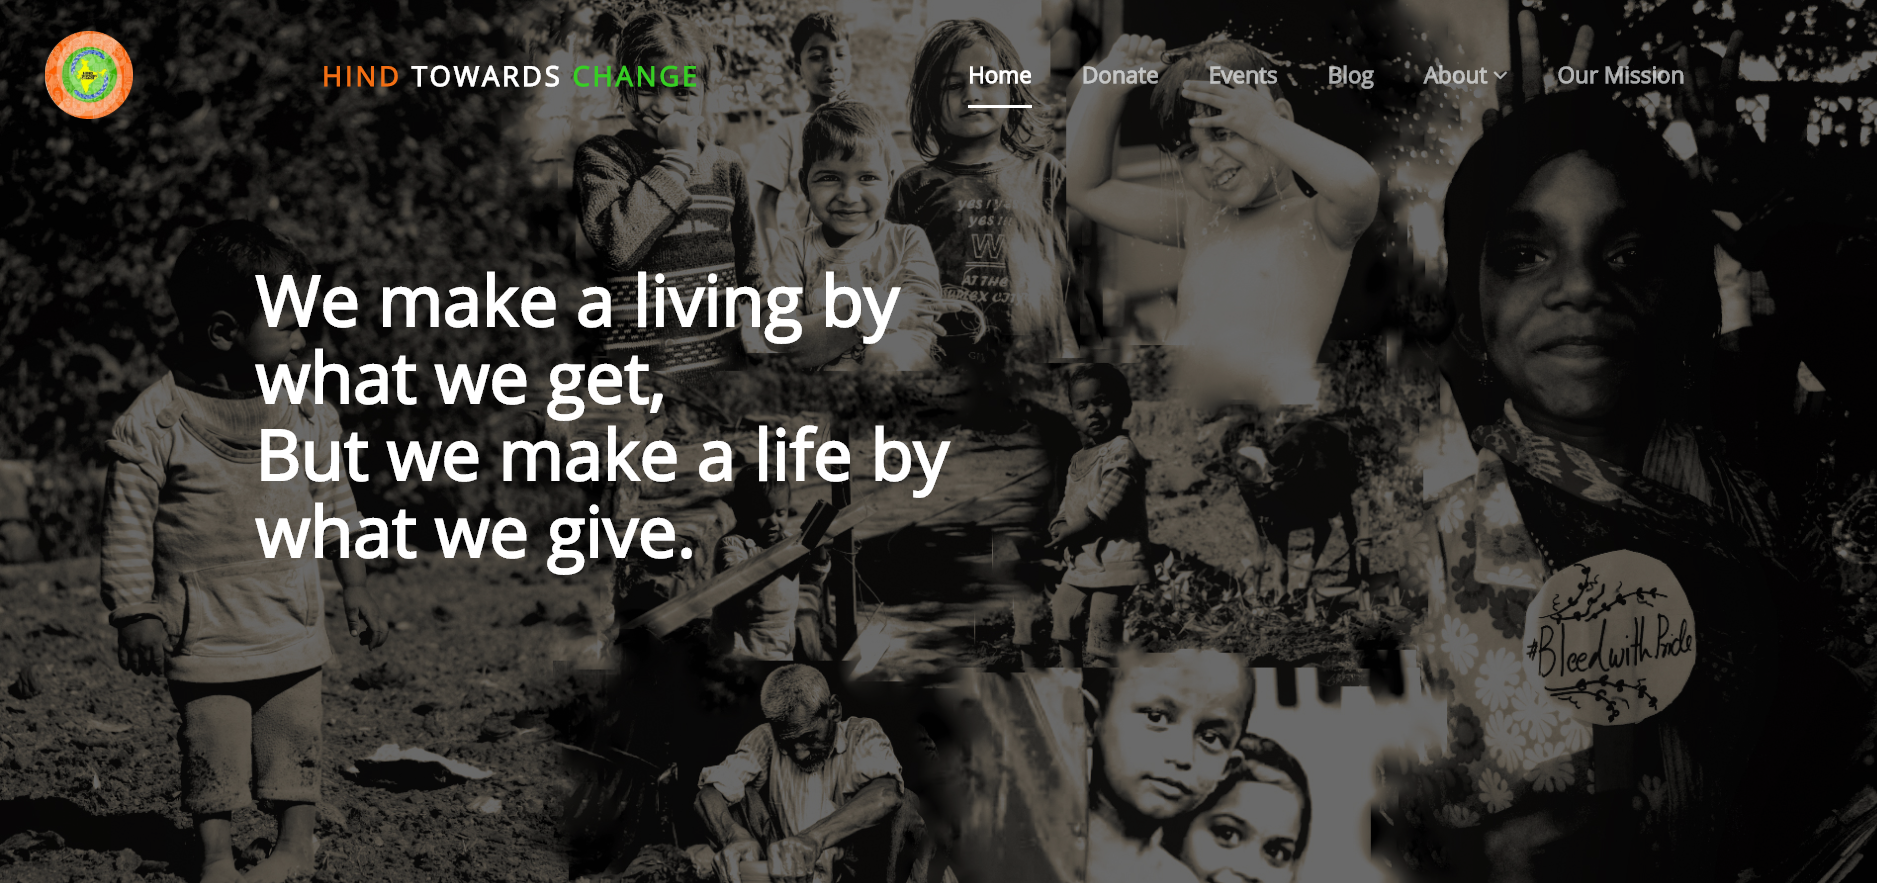 HIND TOWARDS CHANGE
Home Donate Events Blog About Our Mission
We make a living by
what we get,
But we make a life by
what we give.
#BleedwithPride